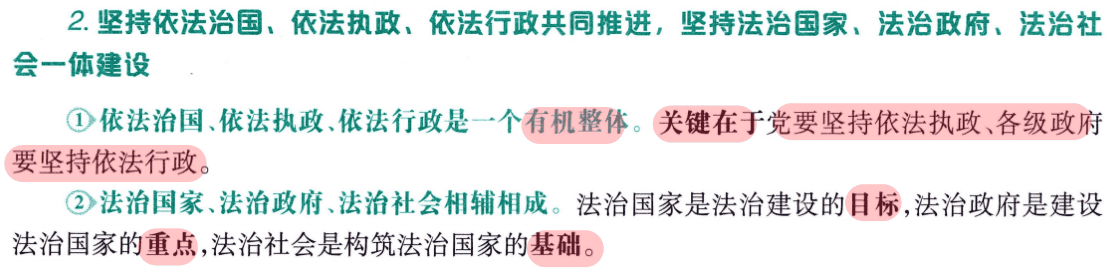 2. 坚持依法治国、依法执政、依法行政共同推进，坚持法治国家、法治政府、法治社
会一体建设
①依法治国、依法执政、依法行政是一个有机整体。关键在于党要坚持依法执政、各级政府
要坚持依法行政。
②法治国家、法治政府、法治社会相辅相成。法治国家是法治建设的目标,法治政府是建设
法治国家的重点,法治社会是构筑法治国家的基础。